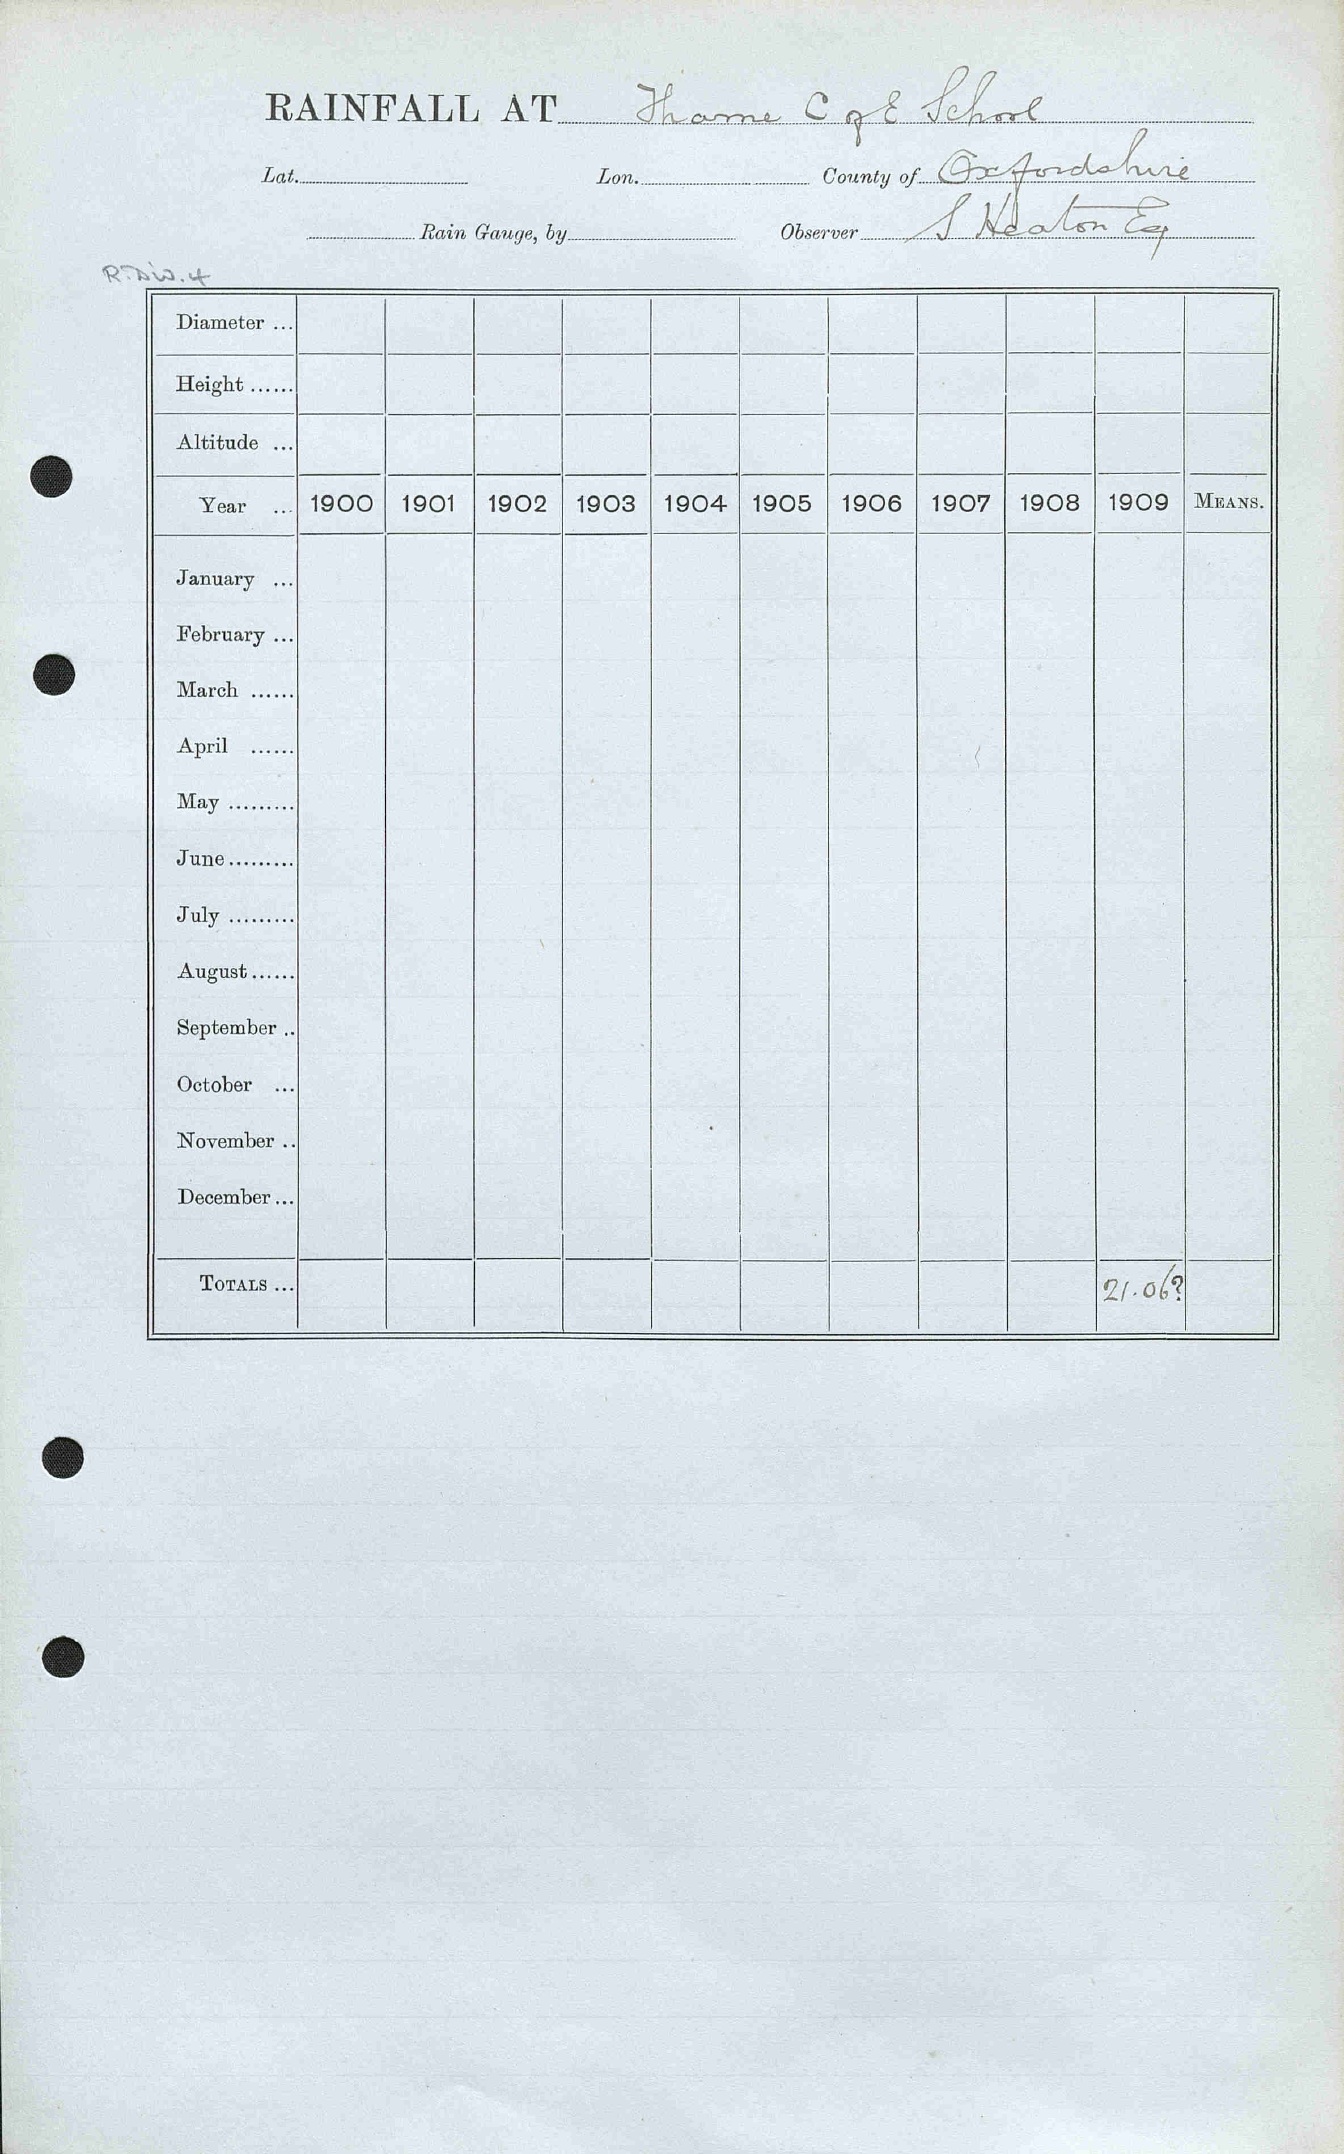 RAINFALL AT Thame C of E School
Lat. Lon. County of Oxfordshire
Rain Gauge, by Observer S Heaton Esq
R. Div. 4
Diameter ...
Height ......
Altitude ...
Year ... 1900 1901 1902 1903 1904 1905 1906 1907 1908 1909 MEANS.
January ...
February ...
March ......
April ......
May .........
June .........
July .........
August ......
September ..
October ...
November ..
December ...
TOTALS ... 21.06?